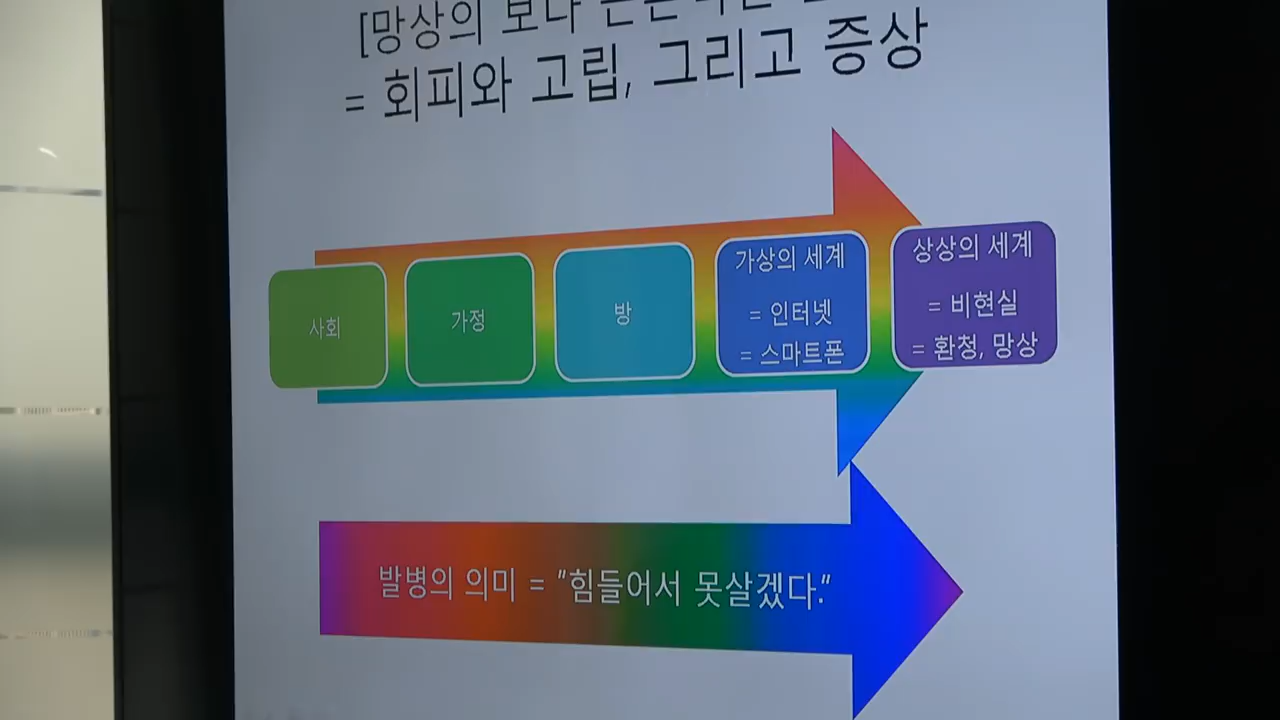 [망상의 보다
= 회피와 고립, 그리고 증상
사회
가정
방
가상의 세계
= 인터넷
= 스마트폰
상상의 세계
= 비현실
= 환청, 망상
발병의 의미 = "힘들어서 못살겠다."